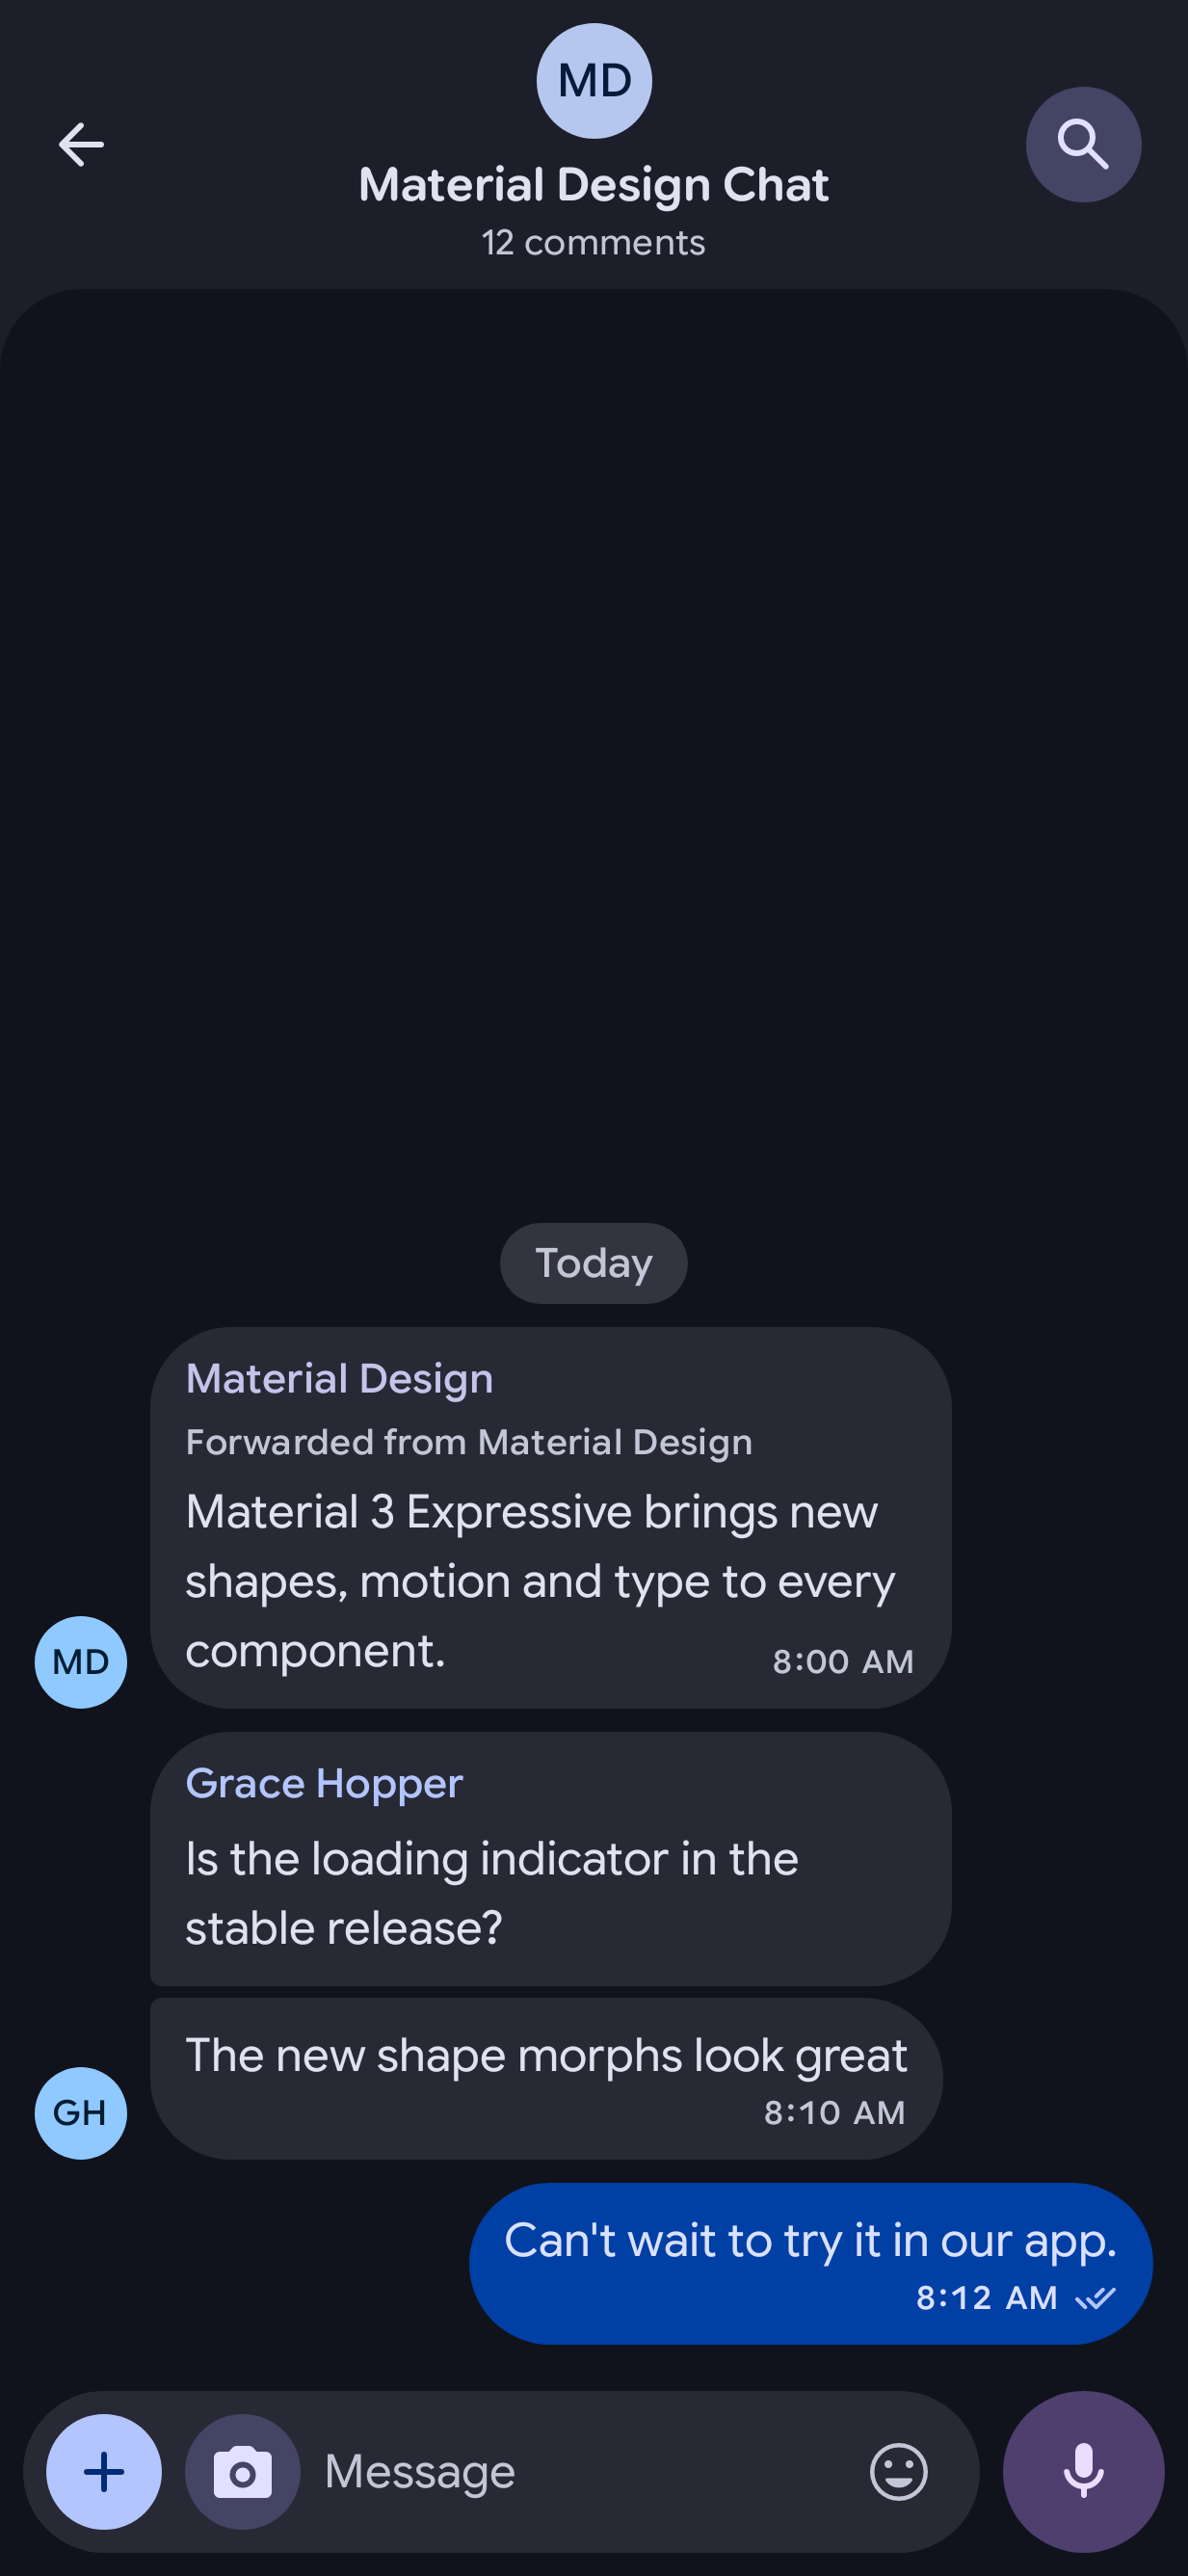 MD
Material Design Chat
12 comments
Today
Material Design
Forwarded from Material Design
Material 3 Expressive brings new
shapes, motion and type to every
component.
8:00 AM
MD
Grace Hopper
Is the loading indicator in the
stable release?
The new shape morphs look great
8:10 AM
GH
Can't wait to try it in our app.
8:12 AM
Message